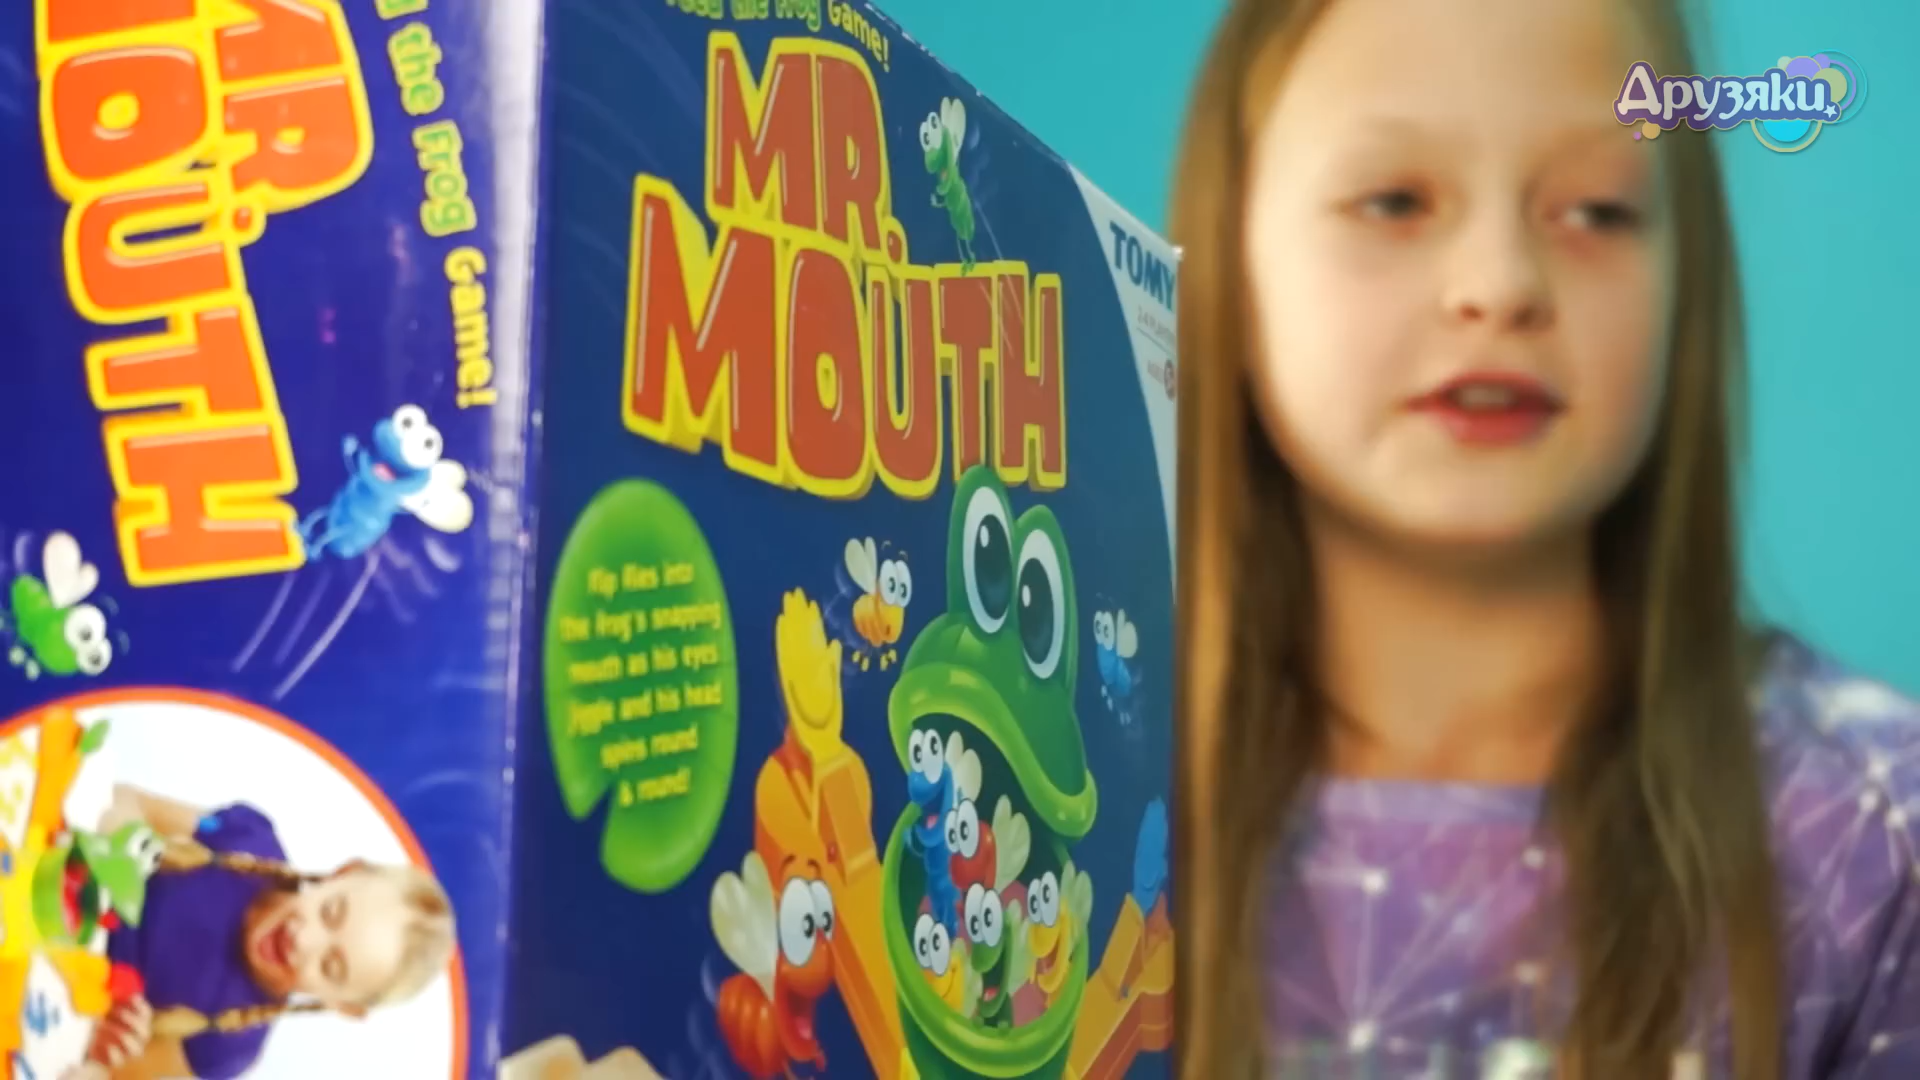 the Frog Game!
MR.
MOUTH
Feed the Frog Game!
MR.
MOUTH
TOMY
Flip flies into
the frog's snapping
mouth as his eyes
jiggle and his head
spins round
& round!
Друзяки